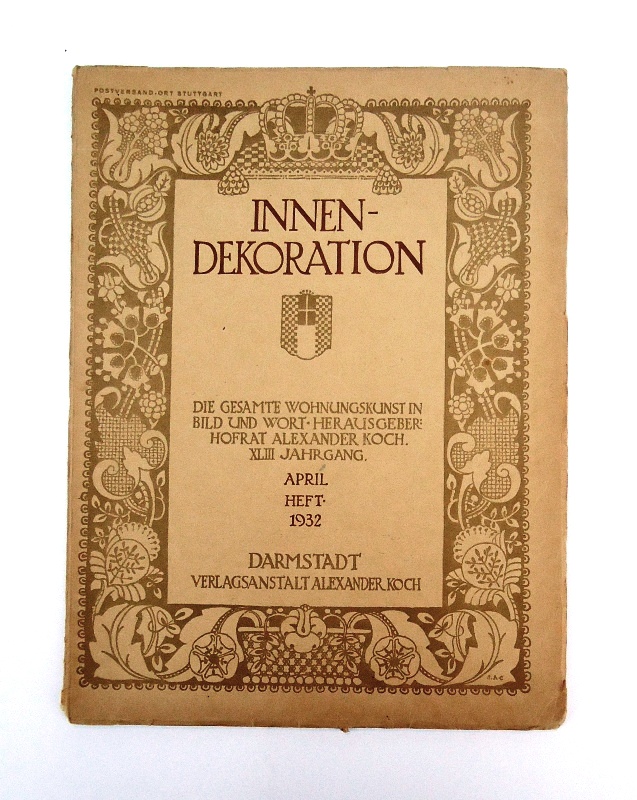 POSTVERSAND-ORT STUTTGART
INNEN-
DEKORATION
DIE GESAMTE WOHNUNGSKUNST IN
BILD UND WORT · HERAUSGEBER:
HOFRAT ALEXANDER KOCH.
XLIII JAHRGANG.
APRIL
HEFT·
1932
DARMSTADT
VERLAGSANSTALT ALEXANDER KOCH